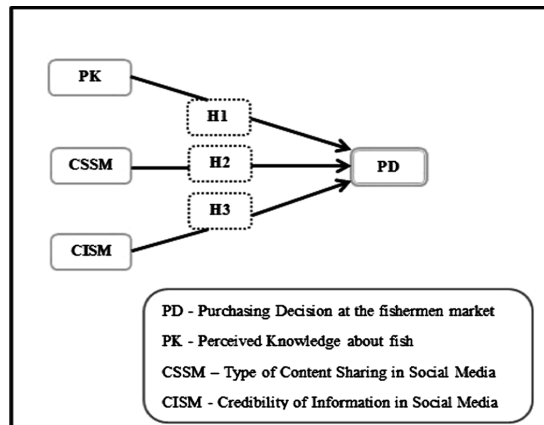 PK
H1
CSSM
H2
PD
H3
CISM
PD - Purchasing Decision at the fishermen market
PK - Perceived Knowledge about fish
CSSM – Type of Content Sharing in Social Media
CISM - Credibility of Information in Social Media